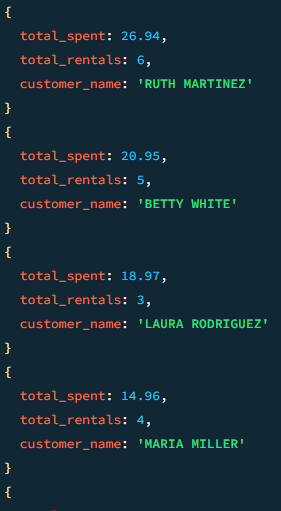 {
total_spent: 26.94,
total_rentals: 6,
customer_name: 'RUTH MARTINEZ'
}
{
total_spent: 20.95,
total_rentals: 5,
customer_name: 'BETTY WHITE'
}
{
total_spent: 18.97,
total_rentals: 3,
customer_name: 'LAURA RODRIGUEZ'
}
{
total_spent: 14.96,
total_rentals: 4,
customer_name: 'MARIA MILLER'
}
{